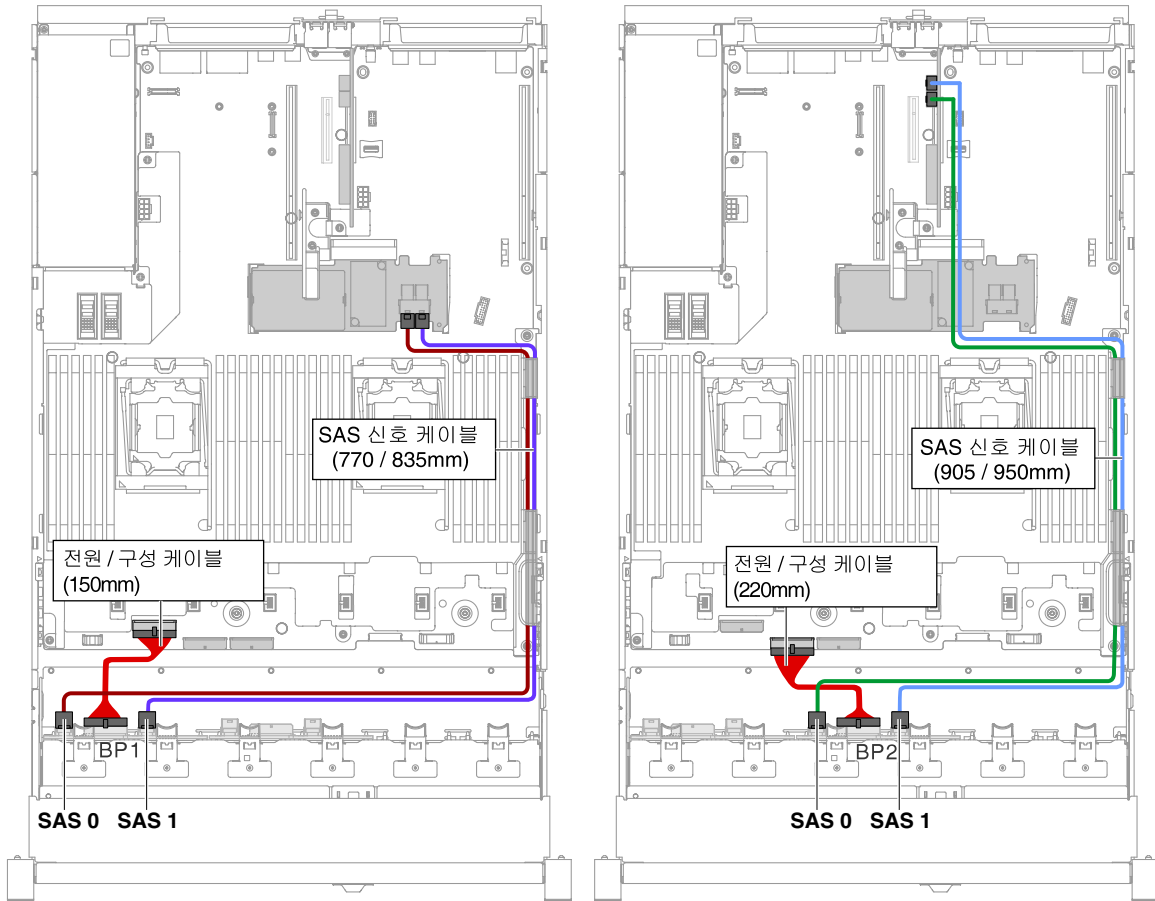 SAS 신호 케이블
(770 / 835mm)
전원 / 구성 케이블
(150mm)
BP1
SAS 0
SAS 1
SAS 신호 케이블
(905 / 950mm)
전원 / 구성 케이블
(220mm)
BP2
SAS 0
SAS 1